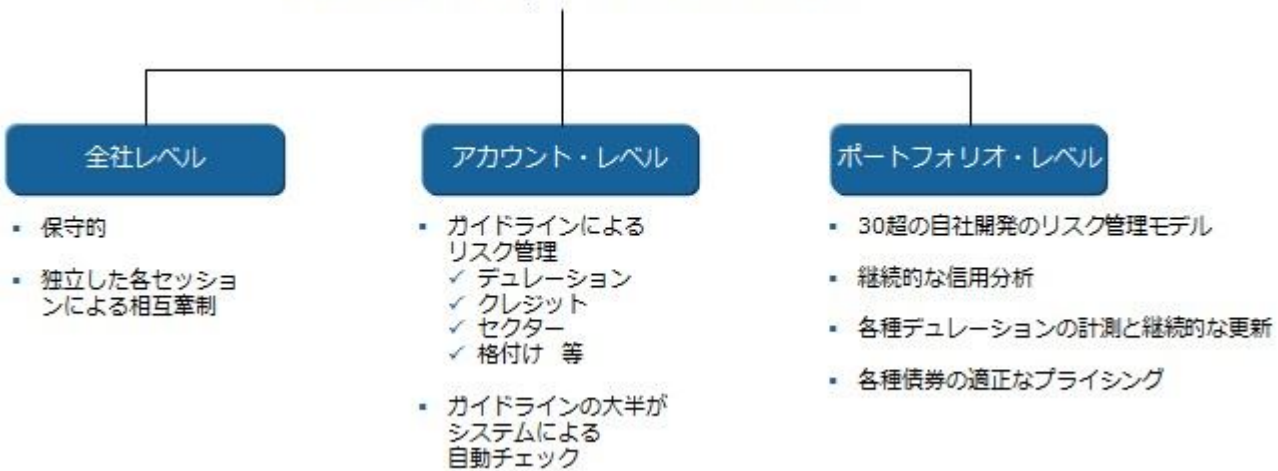 全社レベル
アカウント・レベル
ポートフォリオ・レベル
▪ 保守的
▪ 独立した各セッショ
ンによる相互牽制
▪ ガイドラインによる
リスク管理
✓ デュレーション
✓ クレジット
✓ セクター
✓ 格付け 等
▪ ガイドラインの大半が
システムによる
自動チェック
▪ 30超の自社開発のリスク管理モデル
▪ 継続的な信用分析
▪ 各種デュレーションの計測と継続的な更新
▪ 各種債券の適正なプライシング